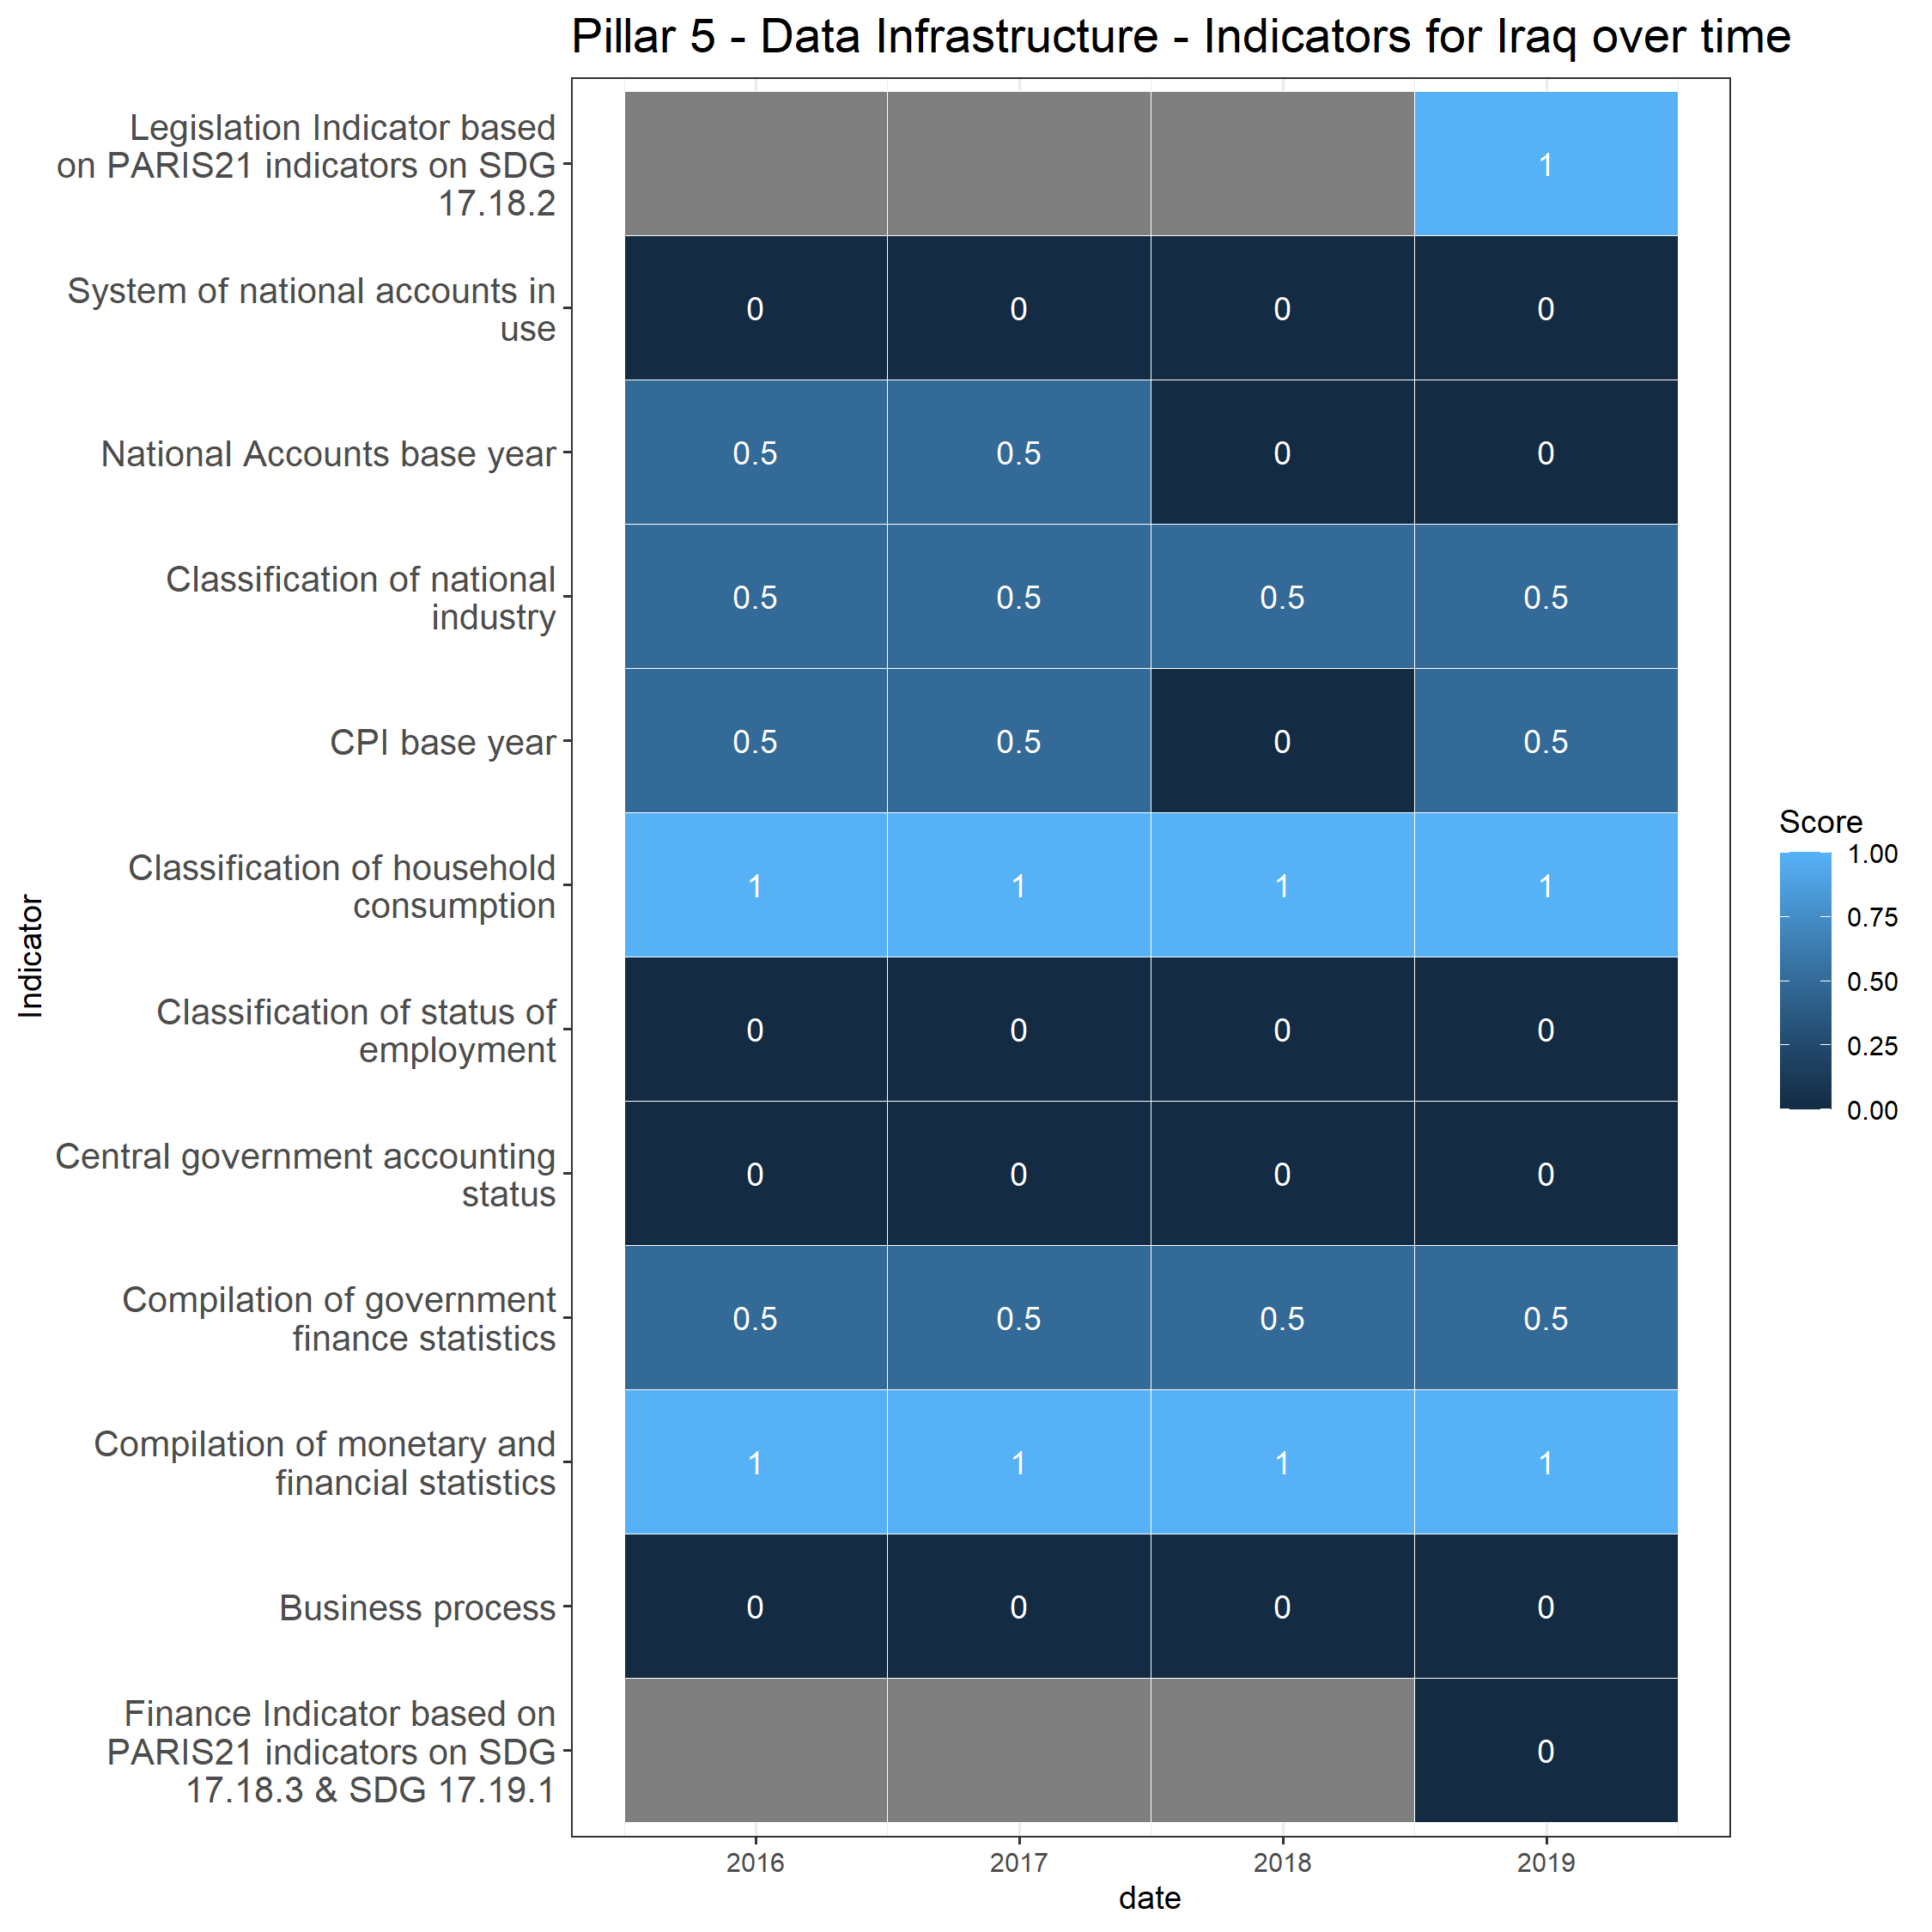 Pillar 5 - Data Infrastructure - Indicators for Iraq over time
Legislation Indicator based
on PARIS21 indicators on SDG
17.18.2
1
System of national accounts in
use
0 0 0 0
National Accounts base year
0.5 0.5 0 0
Classification of national
industry
0.5 0.5 0.5 0.5
CPI base year
0.5 0.5 0 0.5
Classification of household
consumption
1 1 1 1
Classification of status of
employment
0 0 0 0
Central government accounting
status
0 0 0 0
Compilation of government
finance statistics
0.5 0.5 0.5 0.5
Compilation of monetary and
financial statistics
1 1 1 1
Business process
0 0 0 0
Finance Indicator based on
PARIS21 indicators on SDG
17.18.3 & SDG 17.19.1
0
Indicator
2016 2017 2018 2019
date
Score
1.00
0.75
0.50
0.25
0.00